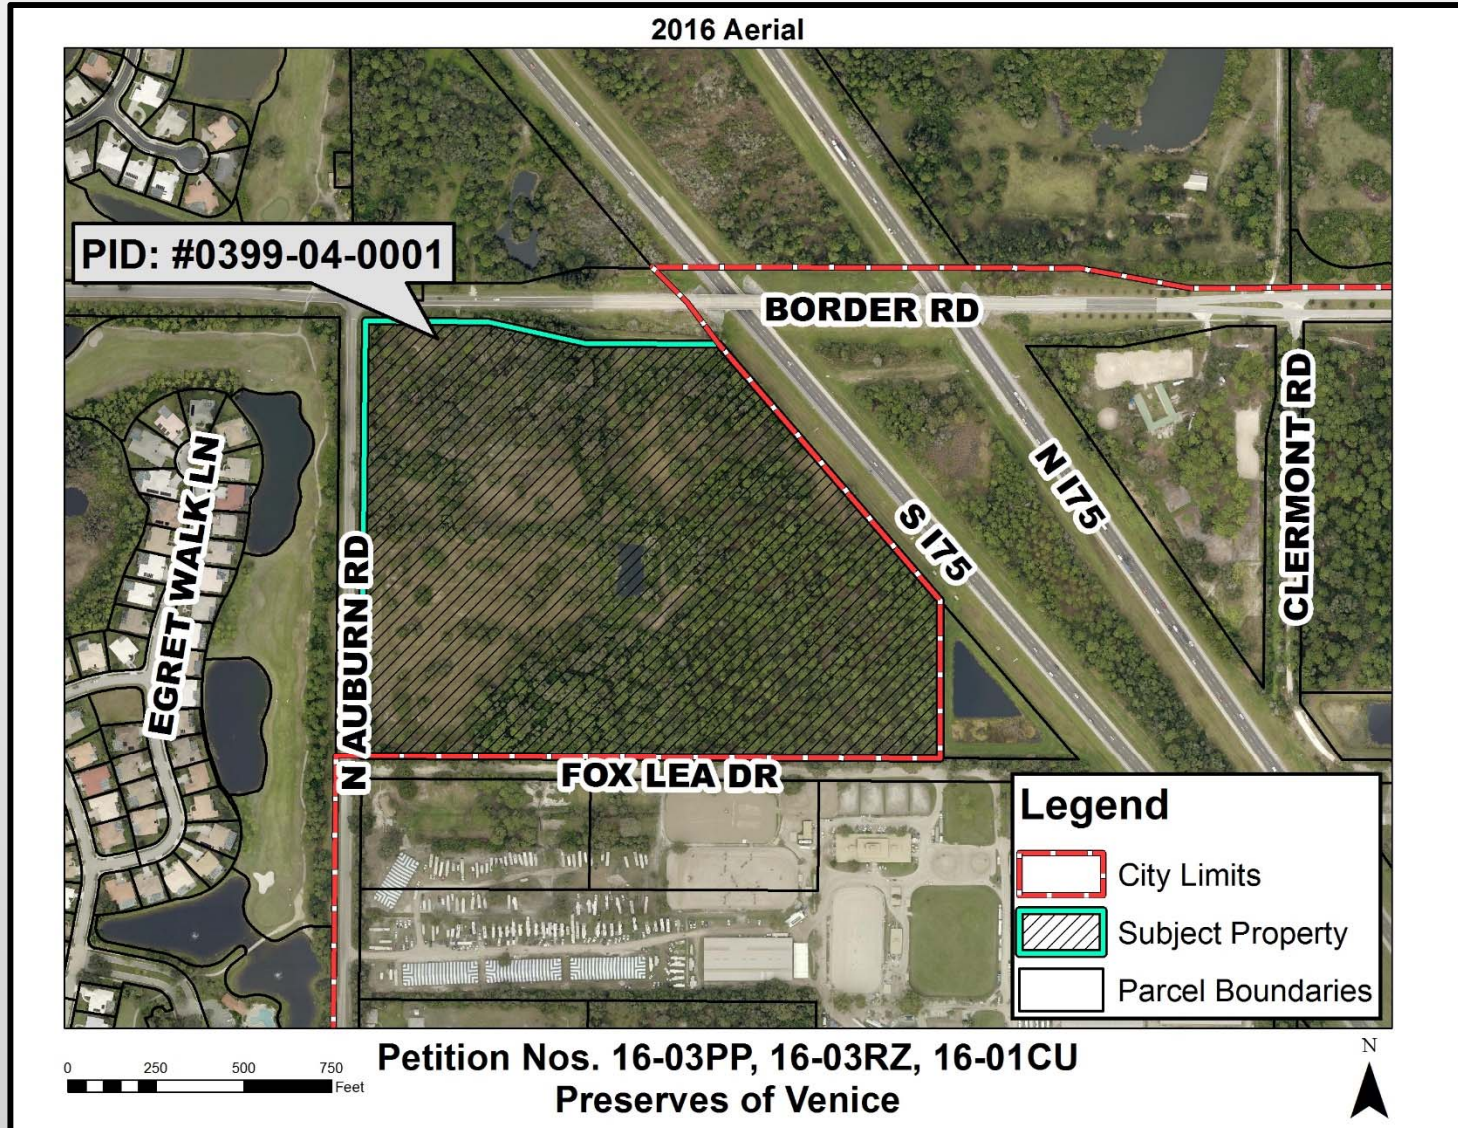 2016 Aerial
PID: #0399-04-0001
BORDER RD
N I75
S I75
CLERMONT RD
EGRET WALK LN
N AUBURN RD
FOX LEA DR
Legend
City Limits
Subject Property
Parcel Boundaries
0 250 500 750
Feet
Petition Nos. 16-03PP, 16-03RZ, 16-01CU
Preserves of Venice
N